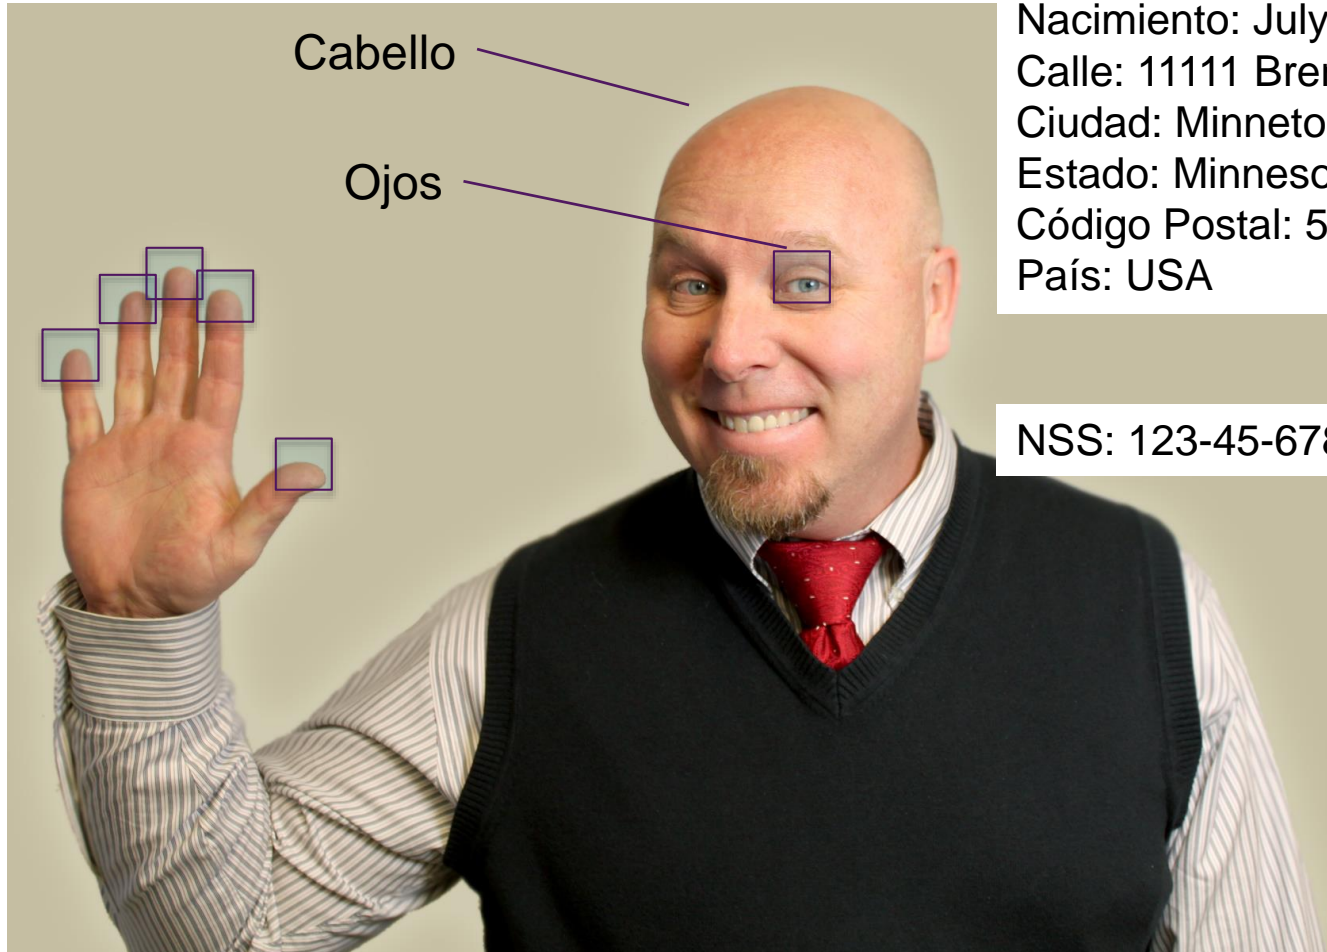 Cabello
Ojos
Nacimiento: July
Calle: 11111 Bre
Ciudad: Minneto
Estado: Minneso
Código Postal: 5
País: USA
NSS: 123-45-678